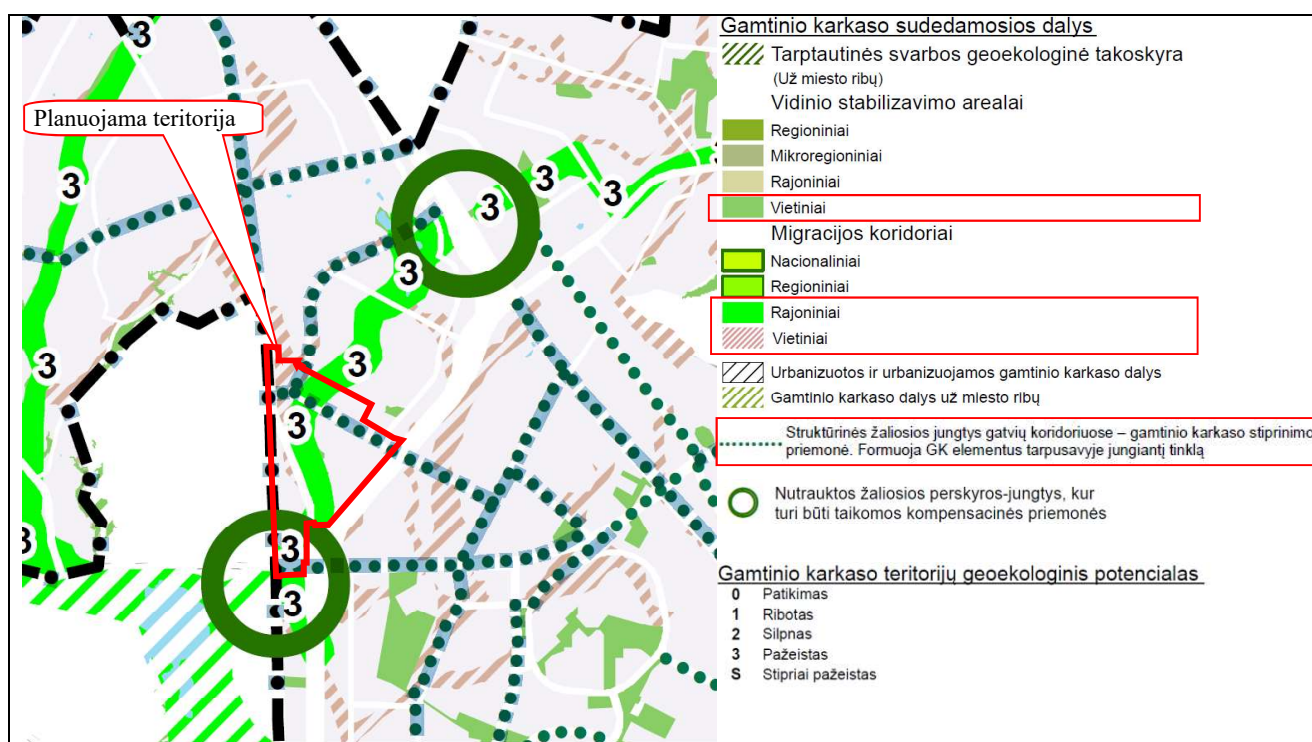 Planuojama teritorija
3
3
3
3
3
3
3
3
3
3
3
3
3
Gamtinio karkaso sudedamosios dalys
Tarptautinės svarbos geoekologinė takoskyra
(Už miesto ribų)
Vidinio stabilizavimo arealai
Regioniniai
Mikroregioniniai
Rajoniniai
Vietiniai
Migracijos koridoriai
Nacionaliniai
Regioniniai
Rajoniniai
Vietiniai
Urbanizuotos ir urbanizuojamos gamtinio karkaso dalys
Gamtinio karkaso dalys už miesto ribų
Struktūrinės žaliosios jungtys gatvių koridoriuose – gamtinio karkaso stiprinimo
priemonė. Formuoja GK elementus tarpusavyje jungiantį tinklą
Nutrauktos žaliosios perskyros-jungtys, kur
turi būti taikomos kompensacinės priemonės
Gamtinio karkaso teritorijų geoekologinis potencialas
0 Patikimas
1 Ribotas
2 Silpnas
3 Pažeistas
S Stipriai pažeistas